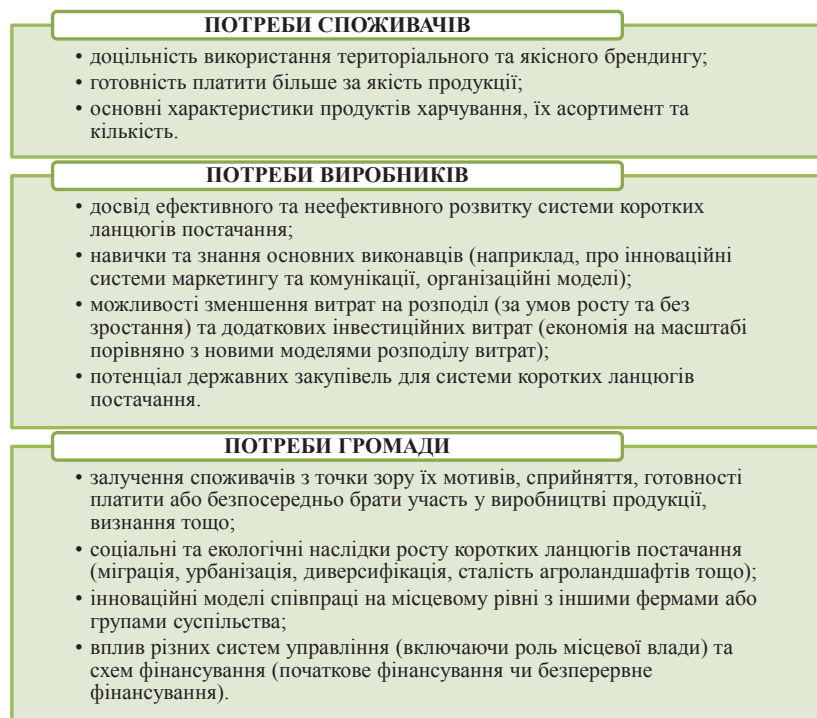 ПОТРЕБИ СПОЖИВАЧІВ
• доцільність використання територіального та якісного брендингу;
• готовність платити більше за якість продукції;
• основні характеристики продуктів харчування, їх асортимент та
кількість.
ПОТРЕБИ ВИРОБНИКІВ
• досвід ефективного та неефективного розвитку системи коротких
ланцюгів постачання;
• навички та знання основних виконавців (наприклад, про інноваційні
системи маркетингу та комунікації, організаційні моделі);
• можливості зменшення витрат на розподіл (за умов росту та без
зростання) та додаткових інвестиційних витрат (економія на масштабі
порівняно з новими моделями розподілу витрат);
• потенціал державних закупівель для системи коротких ланцюгів
постачання.
ПОТРЕБИ ГРОМАДИ
• залучення споживачів з точки зору їх мотивів, сприйняття, готовності
платити або безпосередньо брати участь у виробництві продукції,
визнання тощо;
• соціальні та екологічні наслідки росту коротких ланцюгів постачання
(міграція, урбанізація, диверсифікація, сталість агроландшафтів тощо);
• інноваційні моделі співпраці на місцевому рівні з іншими фермами або
групами суспільства;
• вплив різних систем управління (включаючи роль місцевої влади) та
схем фінансування (початкове фінансування чи безперервне
фінансування).